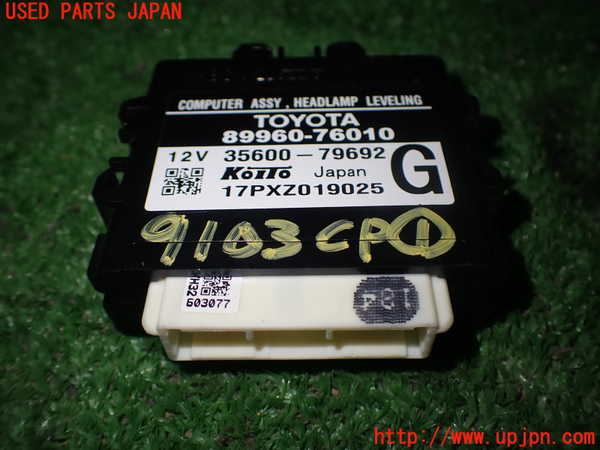 USED PARTS JAPAN
COMPUTER ASSY, HEADLAMP LEVELING
TOYOTA
89960-76010
12V 35600-79692
KOITO Japan G
17PXZ019025
9103CP①
603077
http://www.upjpn.com/